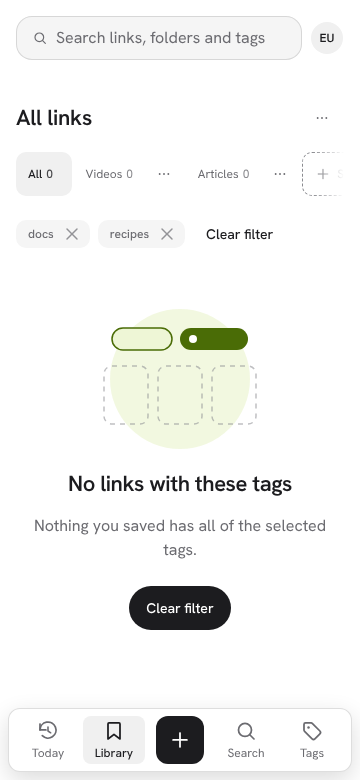 Search links, folders and tags
EU
All links
All 0
Videos 0
Articles 0
docs
recipes
Clear filter
No links with these tags
Nothing you saved has all of the selected
tags.
Clear filter
Today
Library
Search
Tags